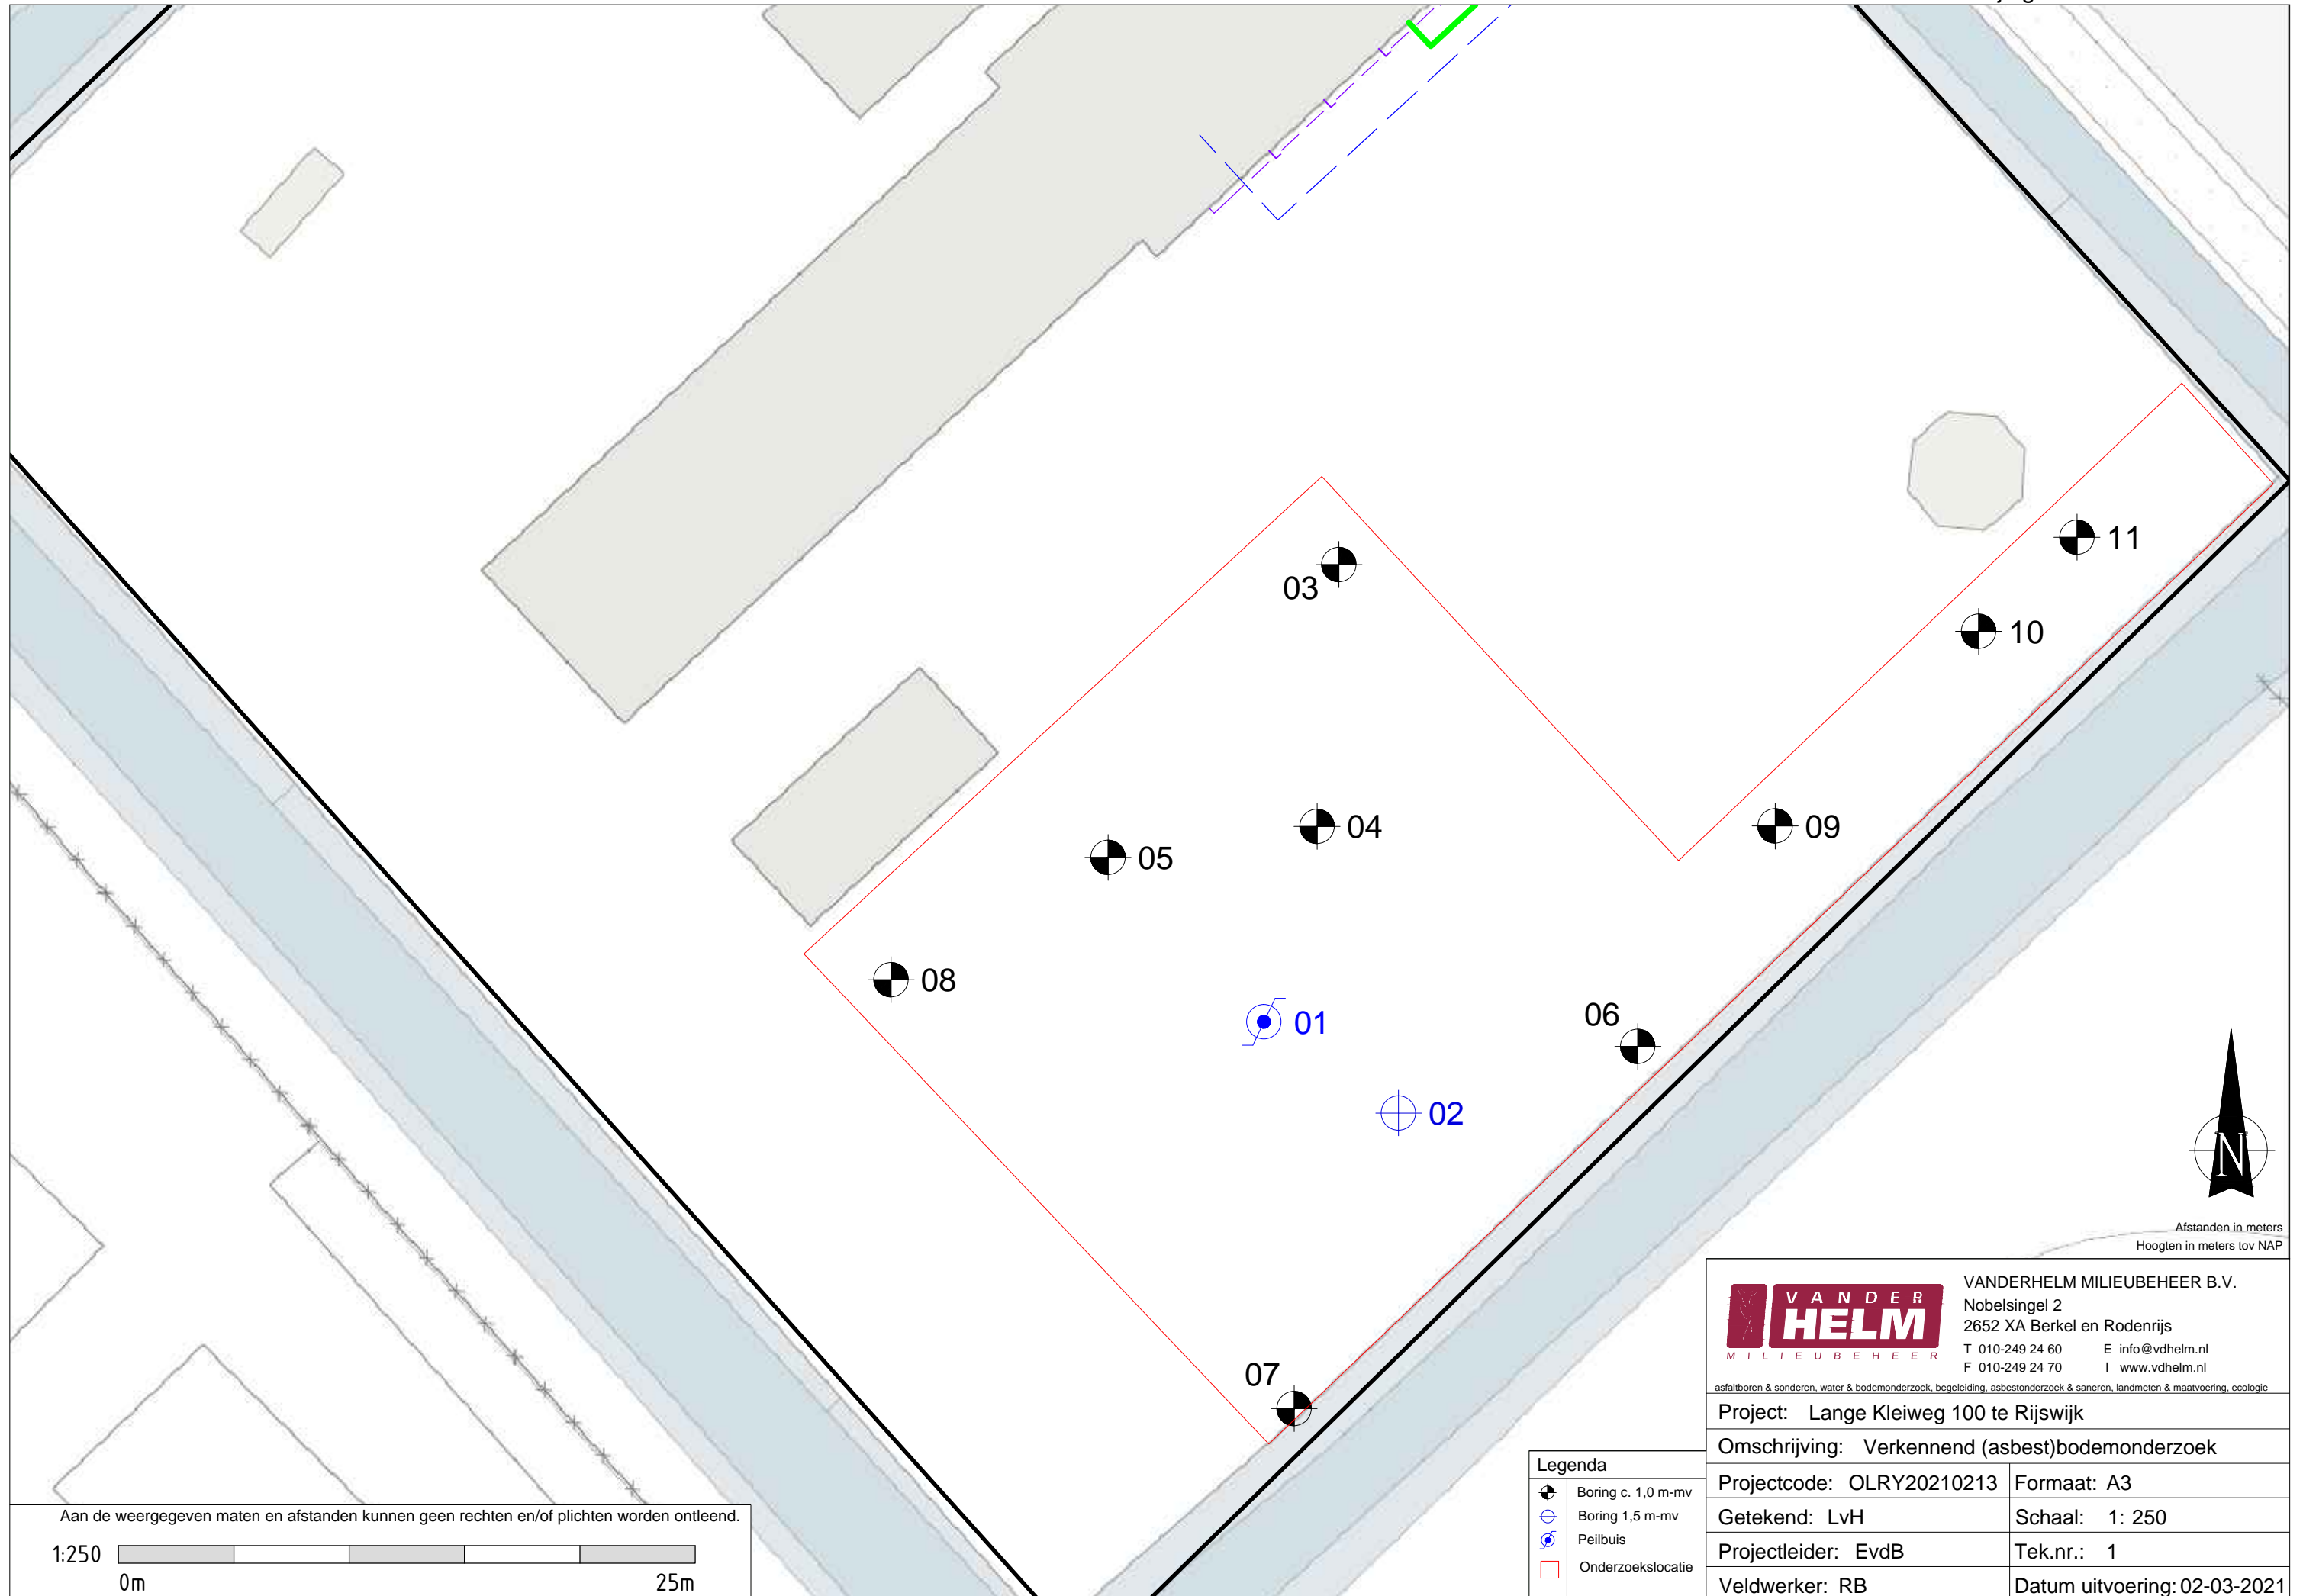 03
11
10
04
09
05
08
01
06
02
07
N
Afstanden in meters
Hoogten in meters tov NAP
VANDER
HELM
MILIEUBEHEER
VANDERHELM MILIEUBEHEER B.V.
Nobelsingel 2
2652 XA Berkel en Rodenrijs
T 010-249 24 60 E info@vdhelm.nl
F 010-249 24 70 I www.vdhelm.nl
asfaltboren & sonderen, water & bodemonderzoek, begeleiding, asbestonderzoek & saneren, landmeten & maatvoering, ecologie
Project: Lange Kleiweg 100 te Rijswijk
Omschrijving: Verkennend (asbest)bodemonderzoek
Projectcode: OLRY20210213 Formaat: A3
Getekend: LvH Schaal: 1: 250
Projectleider: EvdB Tek.nr.: 1
Veldwerker: RB Datum uitvoering: 02-03-2021
Legenda
Boring c. 1,0 m-mv
Boring 1,5 m-mv
Peilbuis
Onderzoekslocatie
Aan de weergegeven maten en afstanden kunnen geen rechten en/of plichten worden ontleend.
1:250
0m 25m